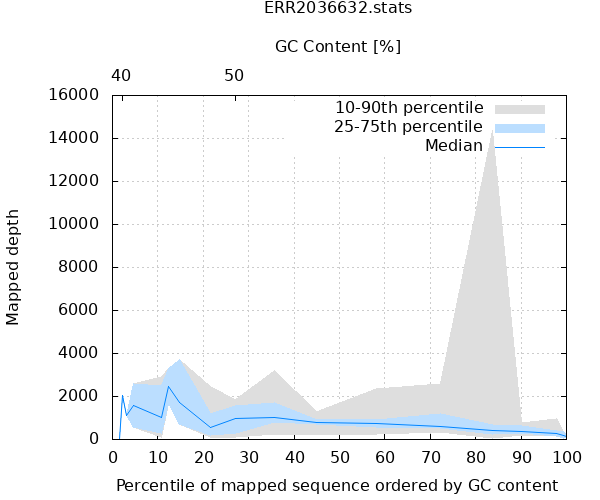 ERR2036632.stats
GC Content [%]
40 50
16000
14000
12000
10000
8000
6000
4000
2000
0
Mapped depth
10-90th percentile
25-75th percentile
Median
0 10 20 30 40 50 60 70 80 90 100
Percentile of mapped sequence ordered by GC content